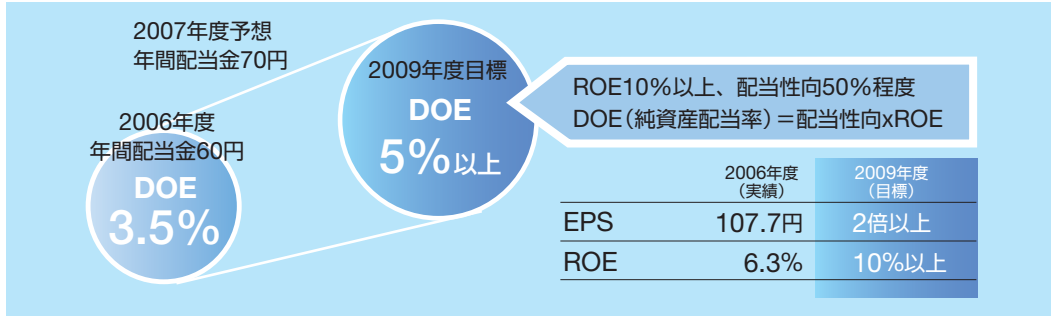 2007年度予想
年間配当金70円
2006年度
年間配当金60円
DOE
3.5%
2009年度目標
DOE
5%以上
ROE10%以上、配当性向50%程度
DOE(純資産配当率)=配当性向xROE
2006年度 2009年度
(実績) (目標)
EPS 107.7円 2倍以上
ROE 6.3% 10%以上